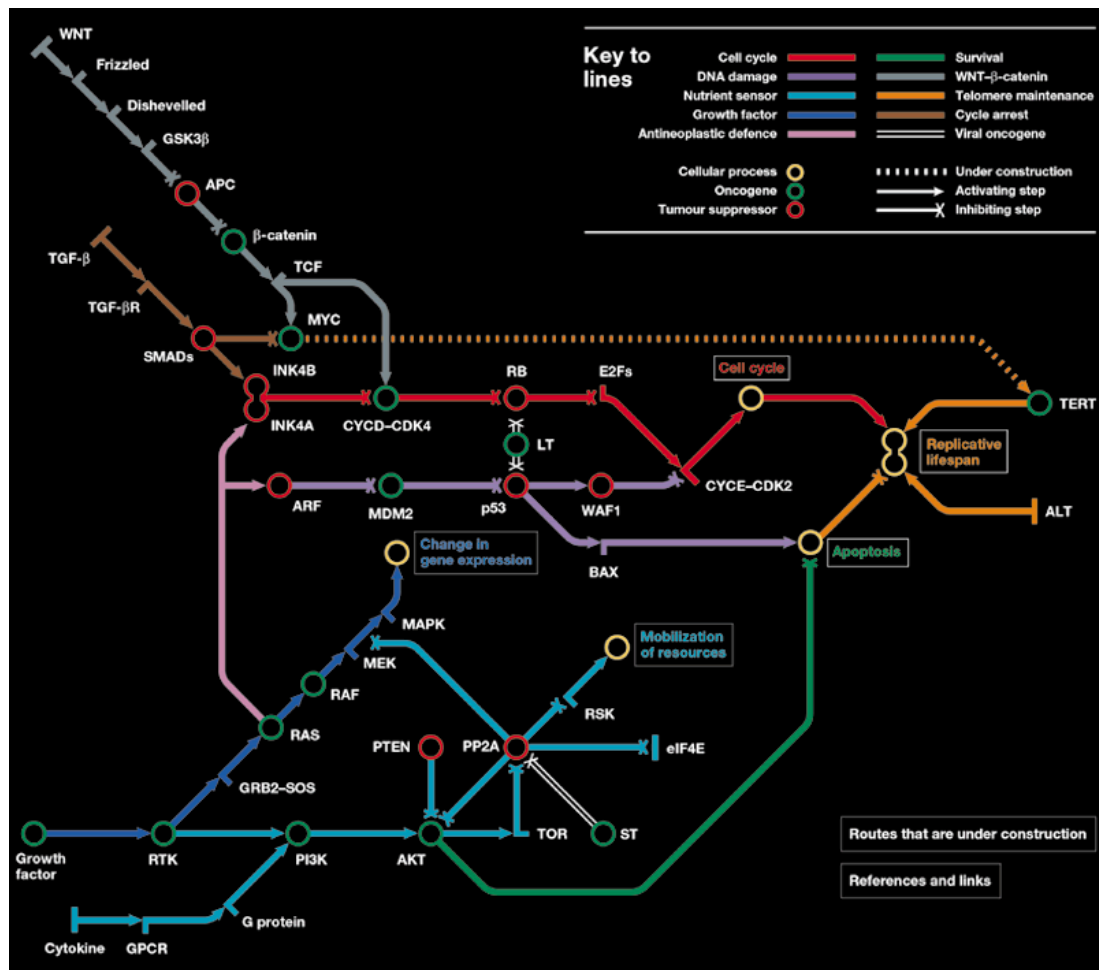 WNT
Frizzled
Dishevelled
GSK3β
APC
β-catenin
TCF
TGF-β
TGF-βR
SMADs
MYC
INK4B
INK4A
CYCD–CDK4
RB
E2Fs
Cell cycle
TERT
Replicative
lifespan
LT
ARF
MDM2
p53
WAF1
CYCE–CDK2
ALT
BAX
Apoptosis
Change in
gene expression
MAPK
MEK
RAF
RAS
GRB2–SOS
Mobilization
of resources
RSK
PTEN
PP2A
eIF4E
Growth
factor
RTK
PI3K
AKT
TOR
ST
Cytokine
GPCR
G protein
Key to
lines
Cell cycle
DNA damage
Nutrient sensor
Growth factor
Antineoplastic defence
Survival
WNT–β-catenin
Telomere maintenance
Cycle arrest
Viral oncogene
Cellular process
Oncogene
Tumour suppressor
Under construction
Activating step
Inhibiting step
Routes that are under construction
References and links